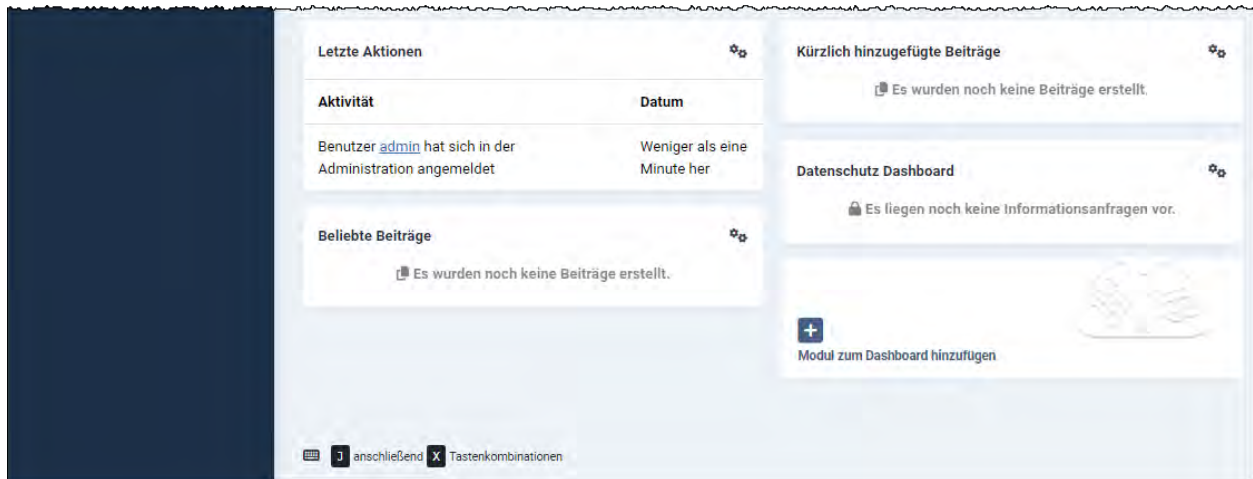 Letzte Aktionen
Aktivität Datum
Benutzer admin hat sich in der Weniger als eine
Administration angemeldet Minute her
Beliebte Beiträge
Es wurden noch keine Beiträge erstellt.
Kürzlich hinzugefügte Beiträge
Es wurden noch keine Beiträge erstellt.
Datenschutz Dashboard
Es liegen noch keine Informationsanfragen vor.
Modul zum Dashboard hinzufügen
J anschließend X Tastenkombinationen